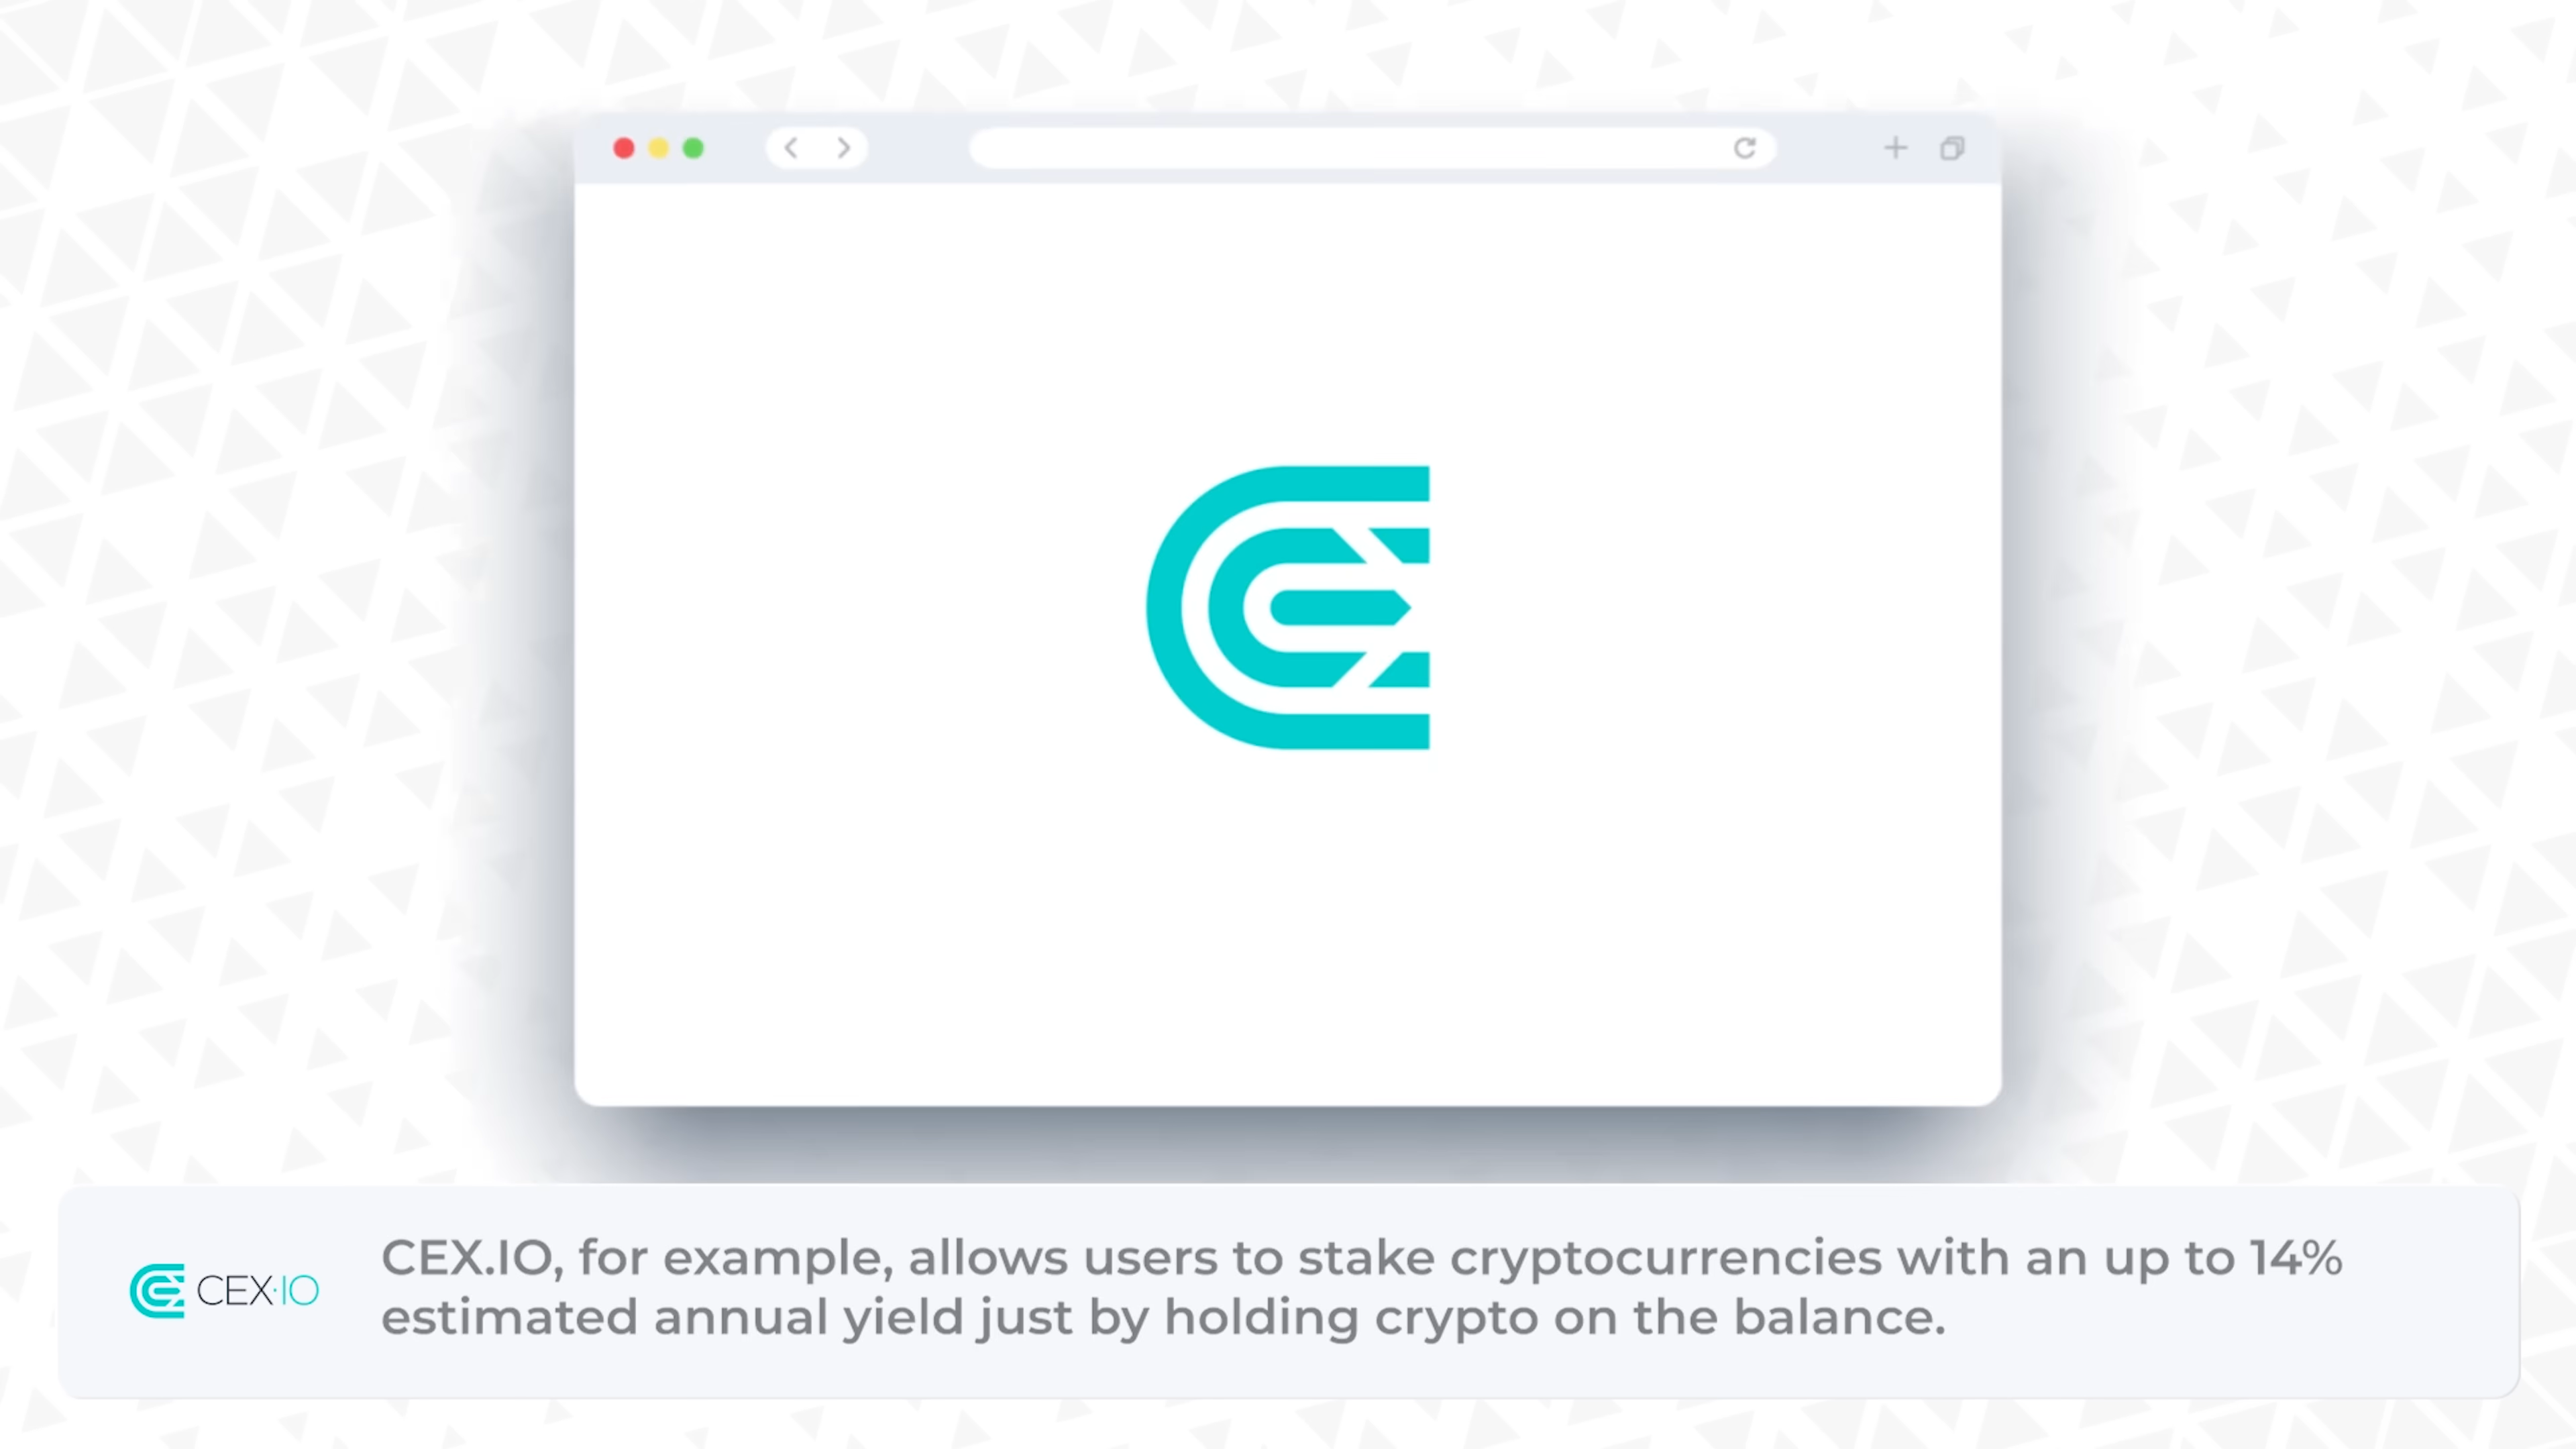 CEX.IO
CEX.IO, for example, allows users to stake cryptocurrencies with an up to 14%
estimated annual yield just by holding crypto on the balance.